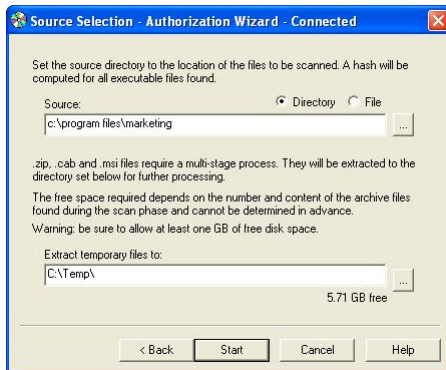 Source Selection - Authorization Wizard - Connected
Set the source directory to the location of the files to be scanned. A hash will be
computed for all executable files found.
Source:
Directory
File
c:\program files\marketing
...
.zip, .cab and .msi files require a multi-stage process. They will be extracted to the
directory set below for further processing.
The free space required depends on the number and content of the archive files
found during the scan phase and cannot be determined in advance.
Warning: be sure to allow at least one GB of free disk space.
Extract temporary files to:
C:\Temp\
...
5.71 GB free
< Back
Start
Cancel
Help